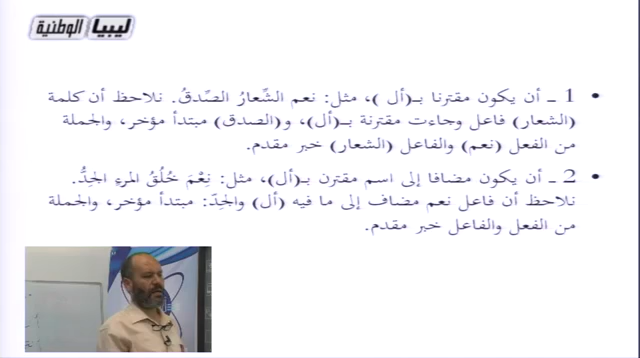 ليبيا الوطنية
• 1 ـ أن يكون مقترنا بـ(أل )، مثل: نعم الشِّعارُ الصِّدقُ. نلاحظ أن كلمة
(الشعار) فاعل وجاءت مقترنة بـ(أل)، و(الصدق) مبتدأ مؤخر، والجملة
من الفعل (نعم) والفاعل (الشعار) خبر مقدم.
• 2 ـ أن يكون مضافا إلى اسم مقترن بـ(أل)، مثل: نِعْمَ خُلُقُ المرءِ الجِدُّ.
نلاحظ أن فاعل نعم مضاف إلى ما فيه (أل) والجِدّ: مبتدأ مؤخر، والجملة
من الفعل والفاعل خبر مقدم.